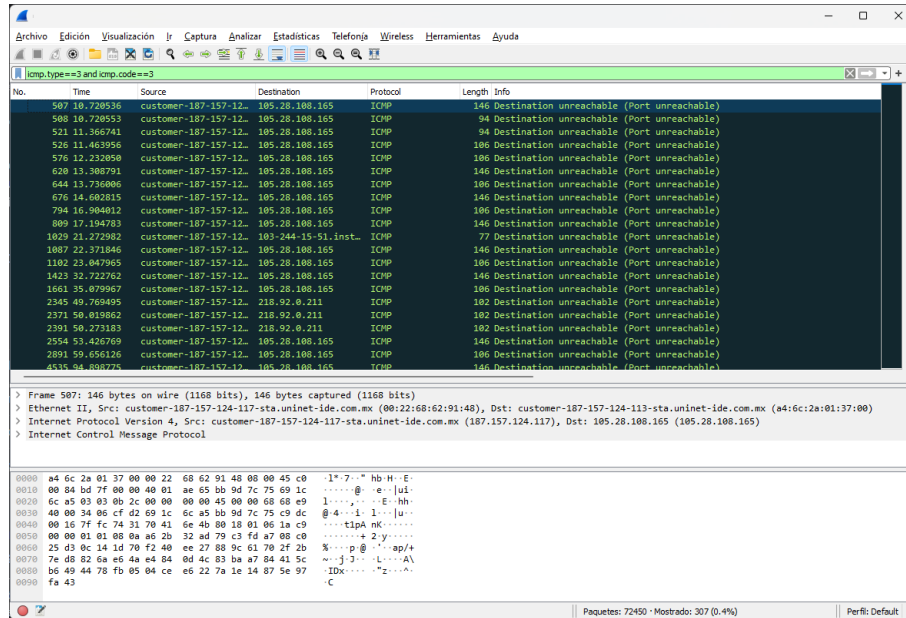 Archivo Edición Visualización Ir Captura Analizar Estadísticas Telefonía Wireless Herramientas Ayuda
icmp.type==3 and icmp.code==3
No. Time Source Destination Protocol Length Info
507 10.720536 customer-187-157-12… 105.28.108.165 ICMP 146 Destination unreachable (Port unreachable)
508 10.720553 customer-187-157-12… 105.28.108.165 ICMP 94 Destination unreachable (Port unreachable)
521 11.366741 customer-187-157-12… 105.28.108.165 ICMP 94 Destination unreachable (Port unreachable)
526 11.463956 customer-187-157-12… 105.28.108.165 ICMP 106 Destination unreachable (Port unreachable)
576 12.232050 customer-187-157-12… 105.28.108.165 ICMP 106 Destination unreachable (Port unreachable)
620 13.308791 customer-187-157-12… 105.28.108.165 ICMP 146 Destination unreachable (Port unreachable)
644 13.736006 customer-187-157-12… 105.28.108.165 ICMP 106 Destination unreachable (Port unreachable)
676 14.602815 customer-187-157-12… 105.28.108.165 ICMP 146 Destination unreachable (Port unreachable)
794 16.904012 customer-187-157-12… 105.28.108.165 ICMP 106 Destination unreachable (Port unreachable)
809 17.194783 customer-187-157-12… 105.28.108.165 ICMP 146 Destination unreachable (Port unreachable)
1029 21.272982 customer-187-157-12… 103-244-15-51.inst… ICMP 77 Destination unreachable (Port unreachable)
1087 22.371846 customer-187-157-12… 105.28.108.165 ICMP 146 Destination unreachable (Port unreachable)
1102 23.047965 customer-187-157-12… 105.28.108.165 ICMP 106 Destination unreachable (Port unreachable)
1423 32.722762 customer-187-157-12… 105.28.108.165 ICMP 146 Destination unreachable (Port unreachable)
1661 35.079967 customer-187-157-12… 105.28.108.165 ICMP 106 Destination unreachable (Port unreachable)
2345 49.769495 customer-187-157-12… 218.92.0.211 ICMP 102 Destination unreachable (Port unreachable)
2371 50.019862 customer-187-157-12… 218.92.0.211 ICMP 102 Destination unreachable (Port unreachable)
2391 50.273183 customer-187-157-12… 218.92.0.211 ICMP 102 Destination unreachable (Port unreachable)
2554 53.426769 customer-187-157-12… 105.28.108.165 ICMP 146 Destination unreachable (Port unreachable)
2891 59.656126 customer-187-157-12… 105.28.108.165 ICMP 106 Destination unreachable (Port unreachable)
4535 94.898775 customer-187-157-12… 105.28.108.165 ICMP 146 Destination unreachable (Port unreachable)
> Frame 507: 146 bytes on wire (1168 bits), 146 bytes captured (1168 bits)
> Ethernet II, Src: customer-187-157-124-117-sta.uninet-ide.com.mx (00:22:68:62:91:48), Dst: customer-187-157-124-113-sta.uninet-ide.com.mx (a4:6c:2a:01:37:00)
> Internet Protocol Version 4, Src: customer-187-157-124-117-sta.uninet-ide.com.mx (187.157.124.117), Dst: 105.28.108.165 (105.28.108.165)
> Internet Control Message Protocol
0000 a4 6c 2a 01 37 00 00 22 68 62 91 48 08 00 45 c0 ·l*·7··" hb·H··E·
0010 00 84 bd 7f 00 00 40 01 ae 65 bb 9d 7c 75 69 1c ······@· ·e··|ui·
0020 6c a5 03 03 0b 2c 00 00 00 00 45 00 00 68 68 e9 l····,·· ··E··hh·
0030 40 00 34 06 cf d2 69 1c 6c a5 bb 9d 7c 75 c9 dc @·4···i· l···|u··
0040 00 16 7f fc 74 31 70 41 6e 4b 80 18 01 06 1a c9 ····t1pA nK······
0050 00 00 01 01 08 0a a6 2b 32 ad 79 c3 fd a7 08 c0 ·······+ 2·y·····
0060 25 d3 0c 14 1d 70 f2 40 ee 27 88 9c 61 70 2f 2b %····p·@ ·'··ap/+
0070 7e d8 82 6a e6 4a e4 84 0d 4c 83 ba a7 84 41 5c ~··j·J·· ·L····A\
0080 b6 49 44 78 fb 05 04 ce e6 22 7a 1e 14 87 5e 97 ·IDx···· ·"z···^·
0090 fa 43 ·C
Paquetes: 72450 · Mostrado: 307 (0.4%) Perfil: Default